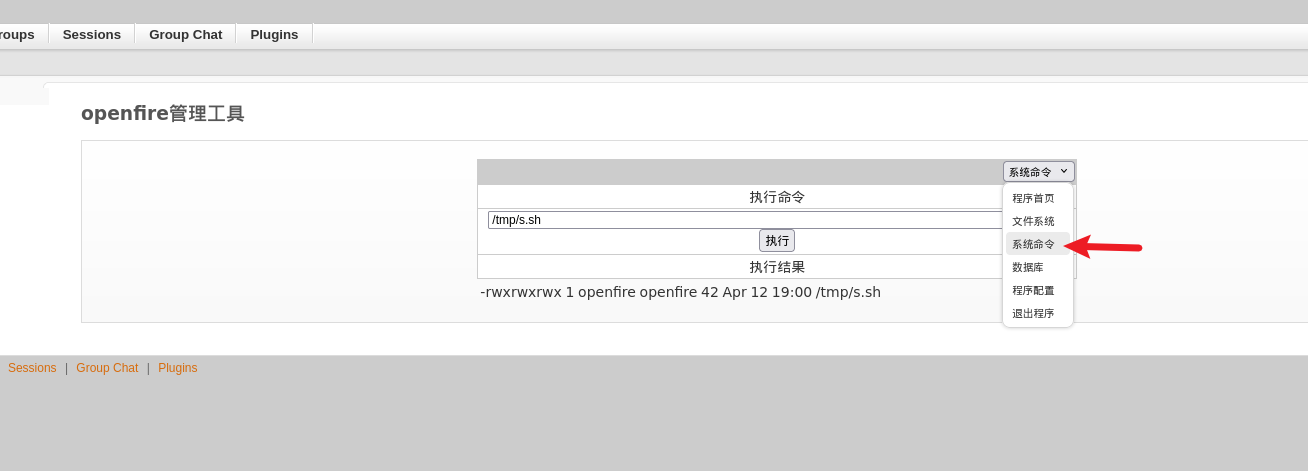 roups Sessions Group Chat Plugins
openfire管理工具
系统命令
执行命令
程序首页
/tmp/s.sh
文件系统
执行
系统命令
执行结果
数据库
-rwxrwxrwx 1 openfire openfire 42 Apr 12 19:00 /tmp/s.sh
程序配置
退出程序
Sessions | Group Chat | Plugins